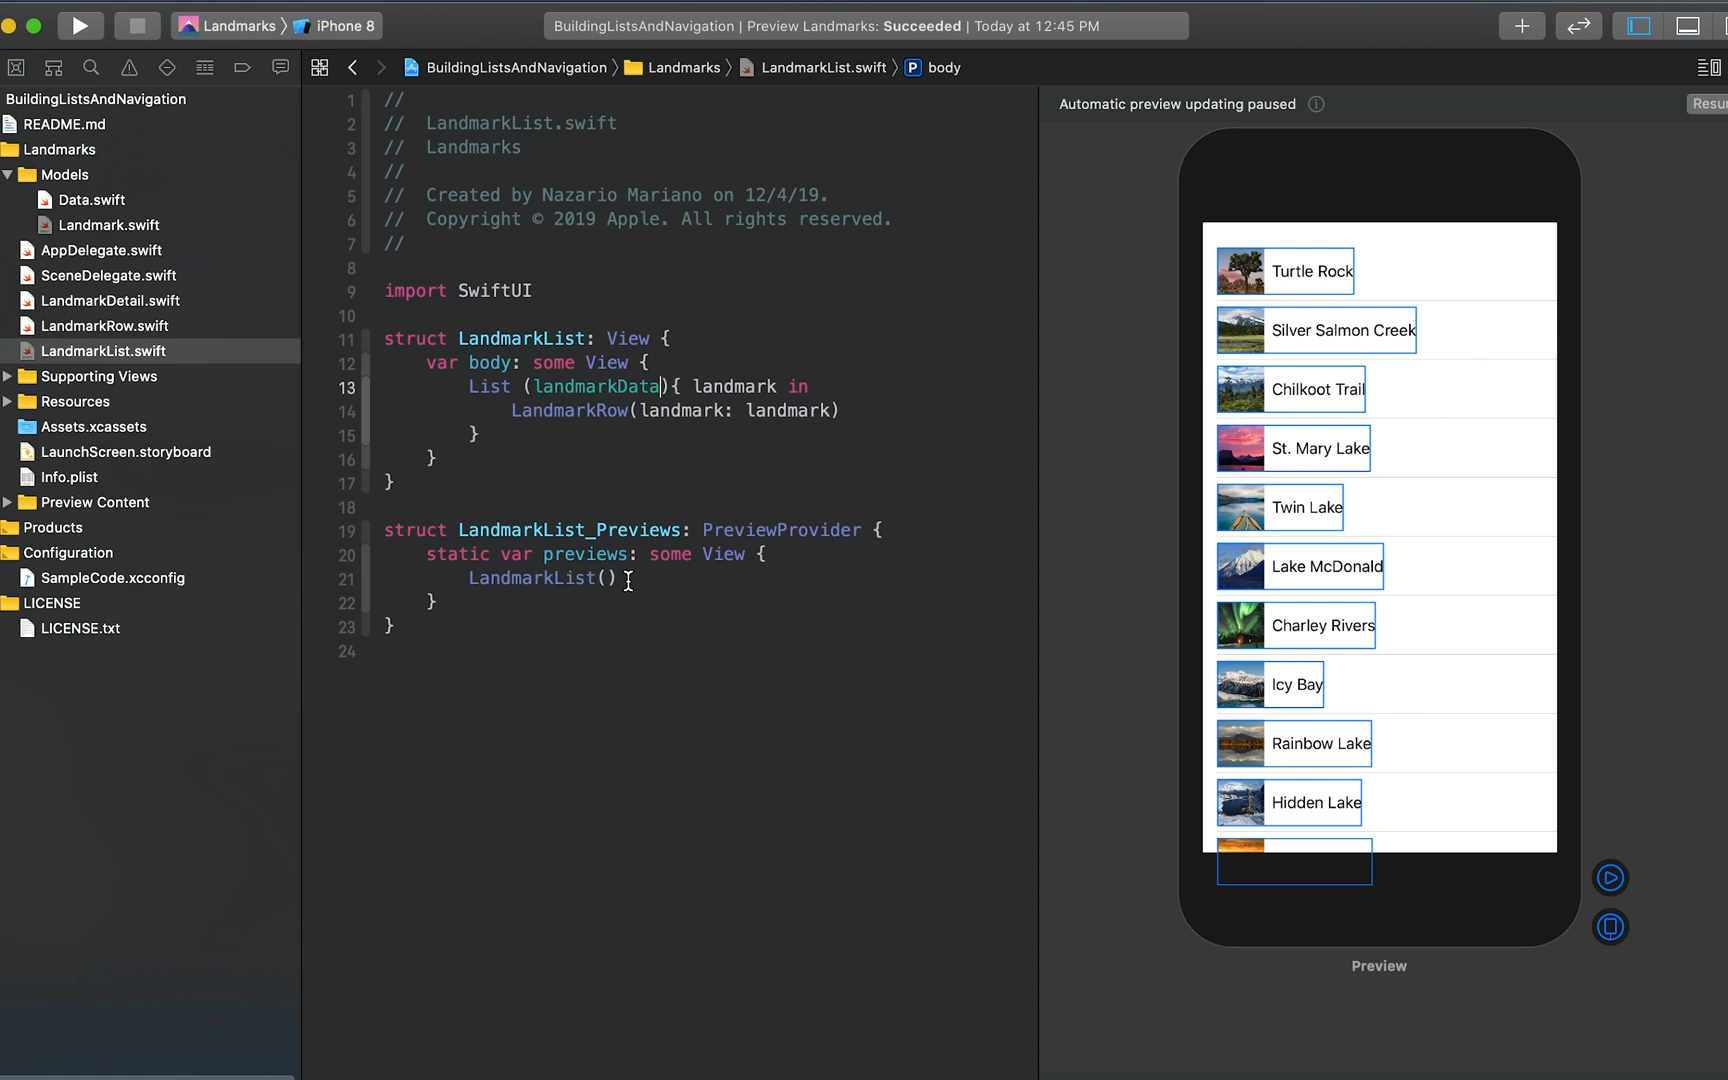 Landmarks 〉 iPhone 8
BuildingListsAndNavigation | Preview Landmarks: Succeeded | Today at 12:45 PM
BuildingListsAndNavigation 〉 Landmarks 〉 LandmarkList.swift 〉 P body
BuildingListsAndNavigation
README.md
Landmarks
Models
Data.swift
Landmark.swift
AppDelegate.swift
SceneDelegate.swift
LandmarkDetail.swift
LandmarkRow.swift
LandmarkList.swift
Supporting Views
Resources
Assets.xcassets
LaunchScreen.storyboard
Info.plist
Preview Content
Products
Configuration
SampleCode.xcconfig
LICENSE
LICENSE.txt
1 //
2 // LandmarkList.swift
3 // Landmarks
4 //
5 // Created by Nazario Mariano on 12/4/19.
6 // Copyright © 2019 Apple. All rights reserved.
7 //
8
9 import SwiftUI
10
11 struct LandmarkList: View {
12 var body: some View {
13 List (landmarkData){ landmark in
14 LandmarkRow(landmark: landmark)
15 }
16 }
17 }
18
19 struct LandmarkList_Previews: PreviewProvider {
20 static var previews: some View {
21 LandmarkList()
22 }
23 }
24
Automatic preview updating paused
Resu
Turtle Rock
Silver Salmon Creek
Chilkoot Trail
St. Mary Lake
Twin Lake
Lake McDonald
Charley Rivers
Icy Bay
Rainbow Lake
Hidden Lake
Preview